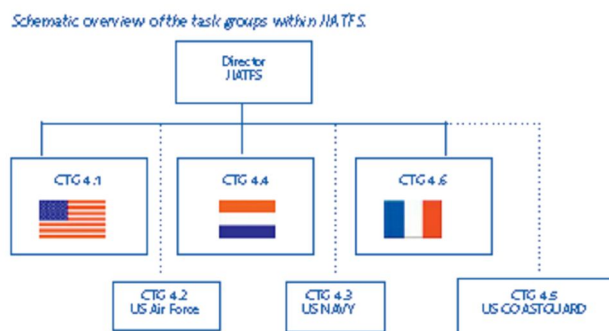 Schematic overview of the task groups within JIATFS.
Director
JIATFS
CTG 4.1
CTG 4.4
CTG 4.6
CTG 4.2
US Air Force
CTG 4.3
US NAVY
CTG 4.5
US COASTGUARD